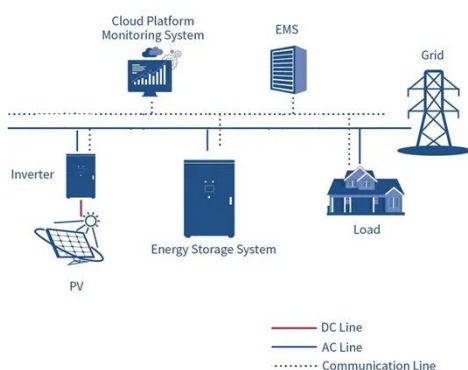 Cloud Platform
Monitoring System
EMS
Grid
Inverter
Energy Storage System
Load
PV
DC Line
AC Line
Communication Line